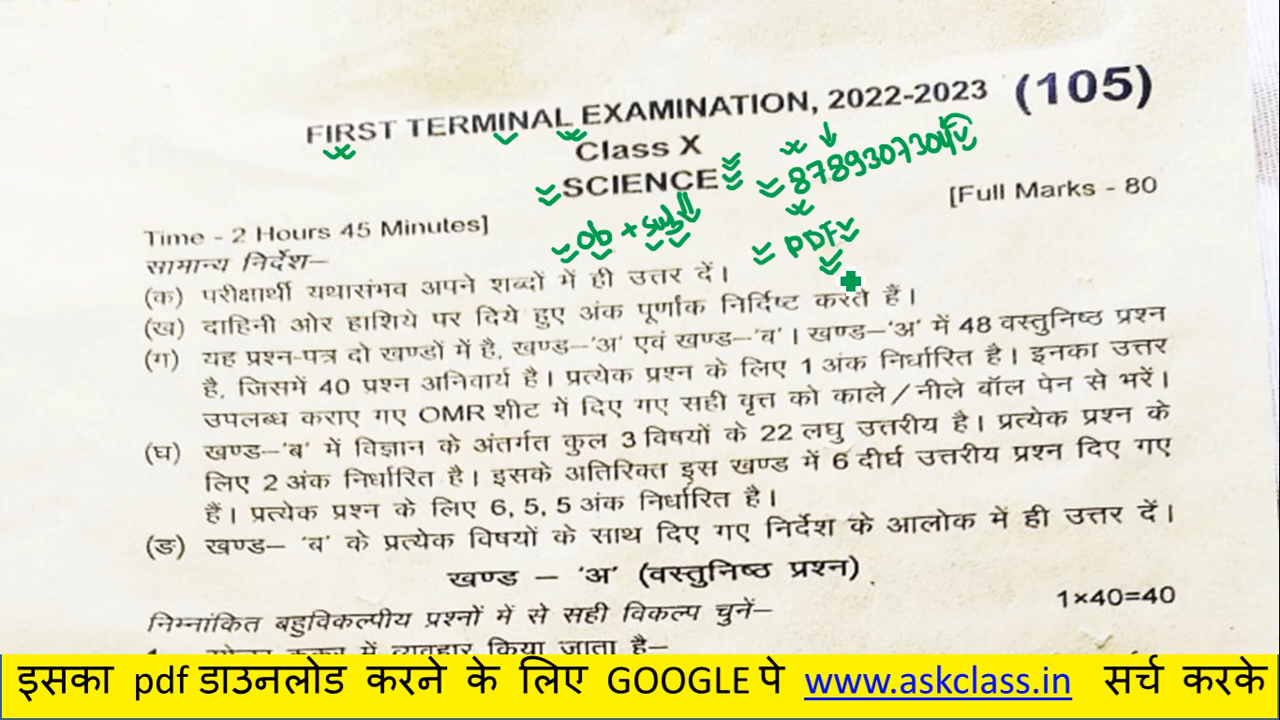 FIRST TERMINAL EXAMINATION, 2022-2023 (105)
Class X
SCIENCE
8789307304
Time - 2 Hours 45 Minutes]
[Full Marks - 80
Ob + Sub
PDF
सामान्य निर्देश–
(क) परीक्षार्थी यथासंभव अपने शब्दों में ही उत्तर दें।
(ख) दाहिनी ओर हाशिये पर दिये हुए अंक पूर्णांक निर्दिष्ट करते हैं।
(ग) यह प्रश्न-पत्र दो खण्डों में है, खण्ड–'अ' एवं खण्ड–'ब'। खण्ड–'अ' में 48 वस्तुनिष्ठ प्रश्न
है, जिसमें 40 प्रश्न अनिवार्य है। प्रत्येक प्रश्न के लिए 1 अंक निर्धारित है। इनका उत्तर
उपलब्ध कराए गए OMR शीट में दिए गए सही वृत्त को काले / नीले बॉल पेन से भरें।
(घ) खण्ड–'ब' में विज्ञान के अंतर्गत कुल 3 विषयों के 22 लघु उत्तरीय है। प्रत्येक प्रश्न के
लिए 2 अंक निर्धारित है। इसके अतिरिक्त इस खण्ड में 6 दीर्घ उत्तरीय प्रश्न दिए गए
हैं। प्रत्येक प्रश्न के लिए 6, 5, 5 अंक निर्धारित है।
(ङ) खण्ड– 'ब' के प्रत्येक विषयों के साथ दिए गए निर्देश के आलोक में ही उत्तर दें।
खण्ड – 'अ' (वस्तुनिष्ठ प्रश्न)
निम्नांकित बहुविकल्पीय प्रश्नों में से सही विकल्प चुनें– 1×40=40
में व्यवहार किया जाता है–
इसका pdf डाउनलोड करने के लिए GOOGLE पे www.askclass.in सर्च करके